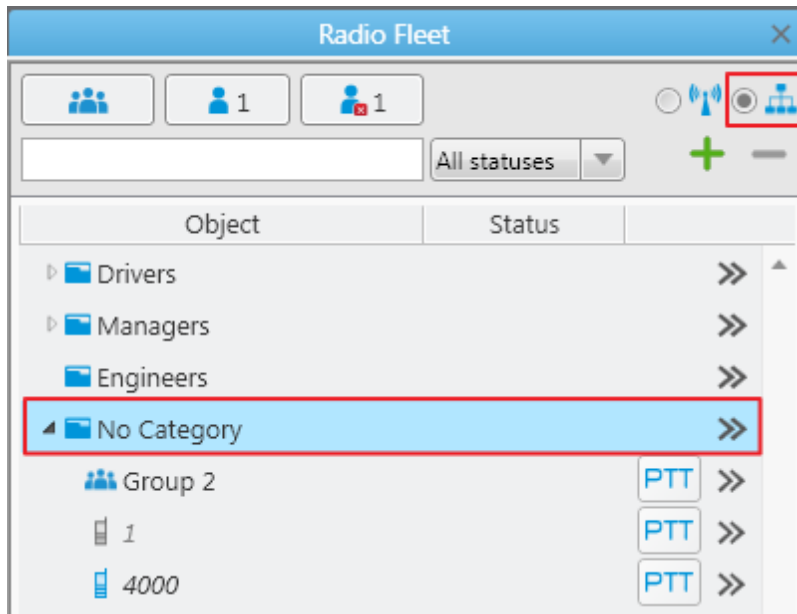 Radio Fleet
1 1
All statuses
Object Status
Drivers
Managers
Engineers
No Category
Group 2 PTT
1 PTT
4000 PTT